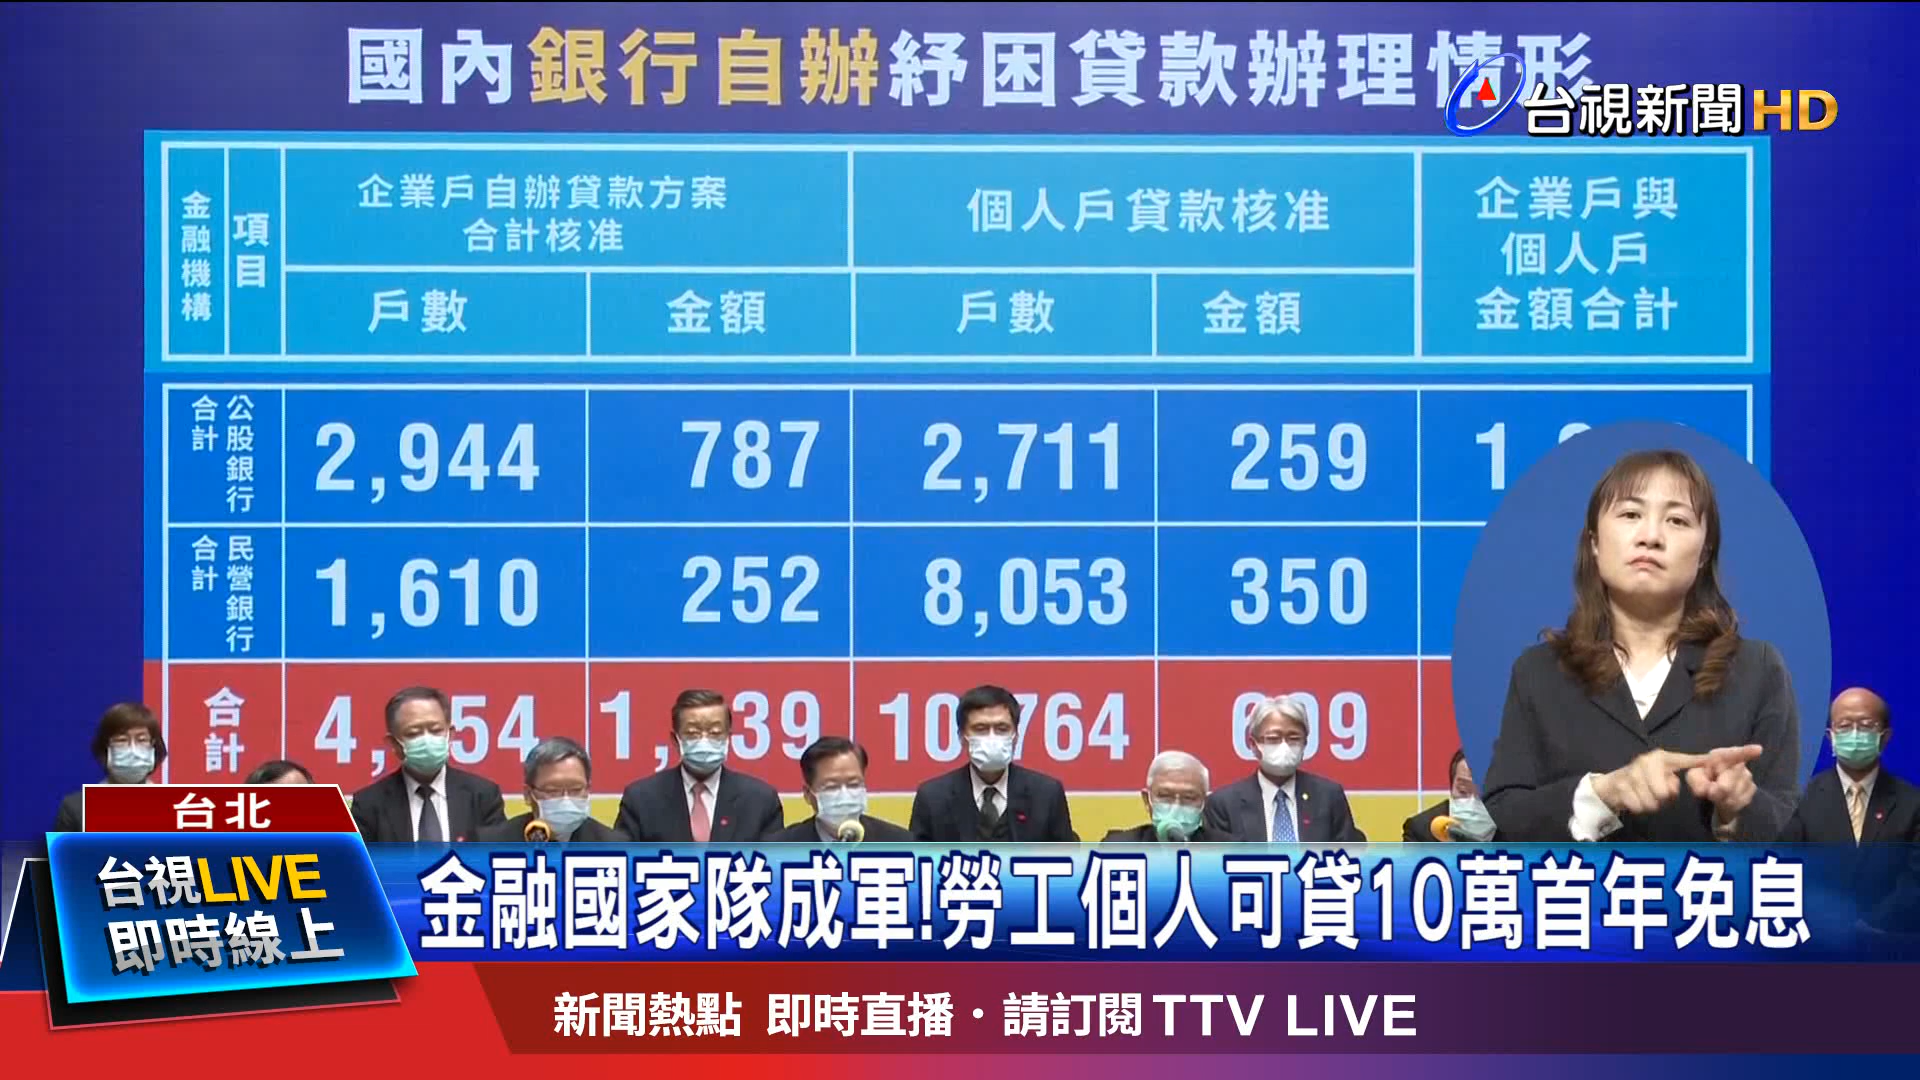 國內銀行自辦紓困貸款辦理情形
台視新聞HD
金融機構
項目
企業戶自辦貸款方案
合計核准
個人戶貸款核准
企業戶與
個人戶
金額合計
戶數 金額 戶數 金額
公股銀行
合計
2,944 787 2,711 259
民營銀行
合計
1,610 252 8,053 350
合計
台北
台視LIVE
即時線上
金融國家隊成軍!勞工個人可貸10萬首年免息
新聞熱點 即時直播・請訂閱TTV LIVE